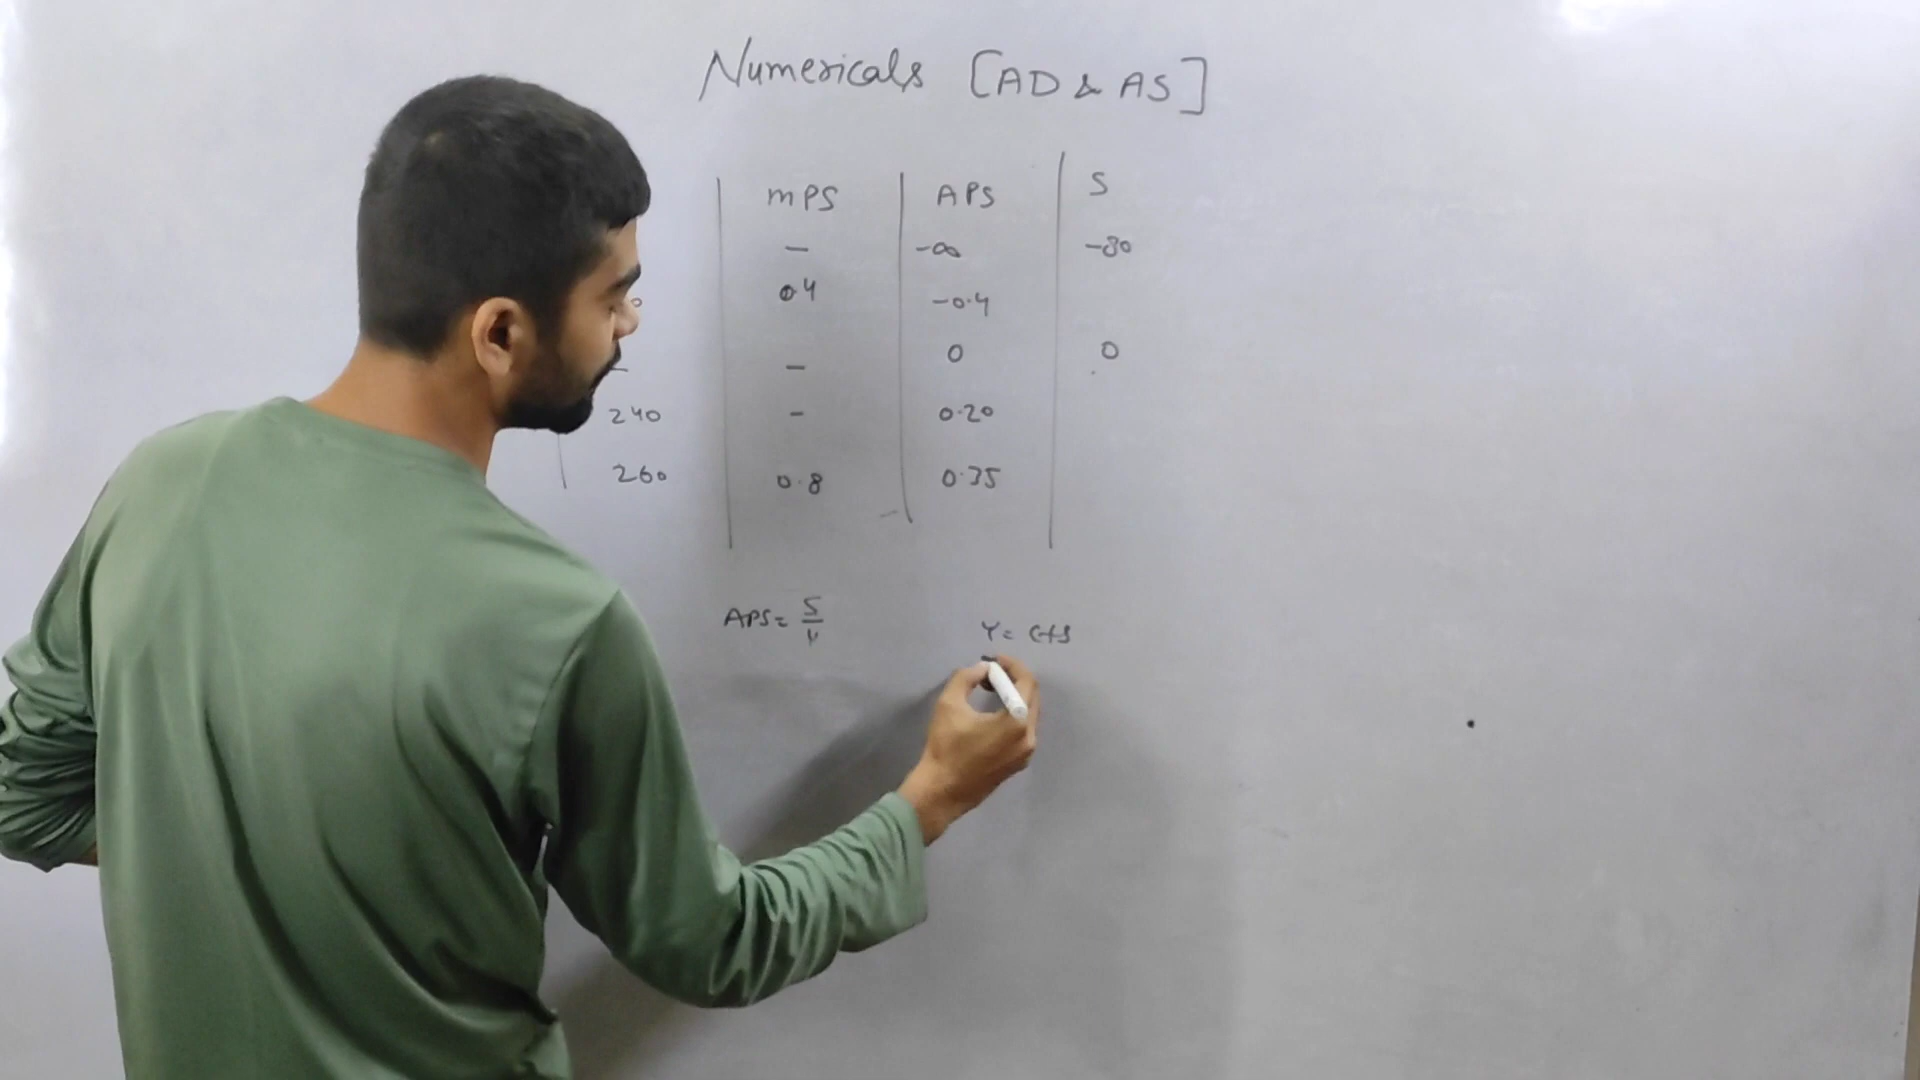 Numericals [AD & AS]
mPS APS S
— -∞ -80
0.4 -0.4
— 0 0
240 - 0.20
260 0.8 0.35
APS = S/Y Y = C+S